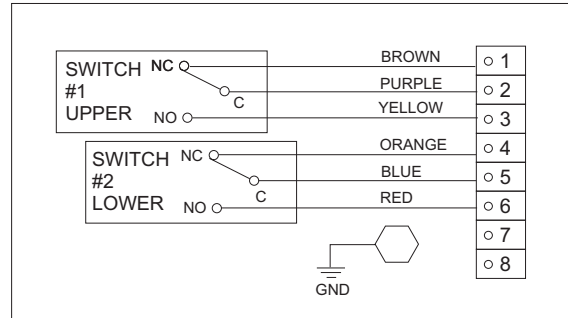 SWITCH
#1
UPPER
NC
C
NO
BROWN
PURPLE
YELLOW
SWITCH
#2
LOWER
NC
C
NO
ORANGE
BLUE
RED
1
2
3
4
5
6
7
8
GND